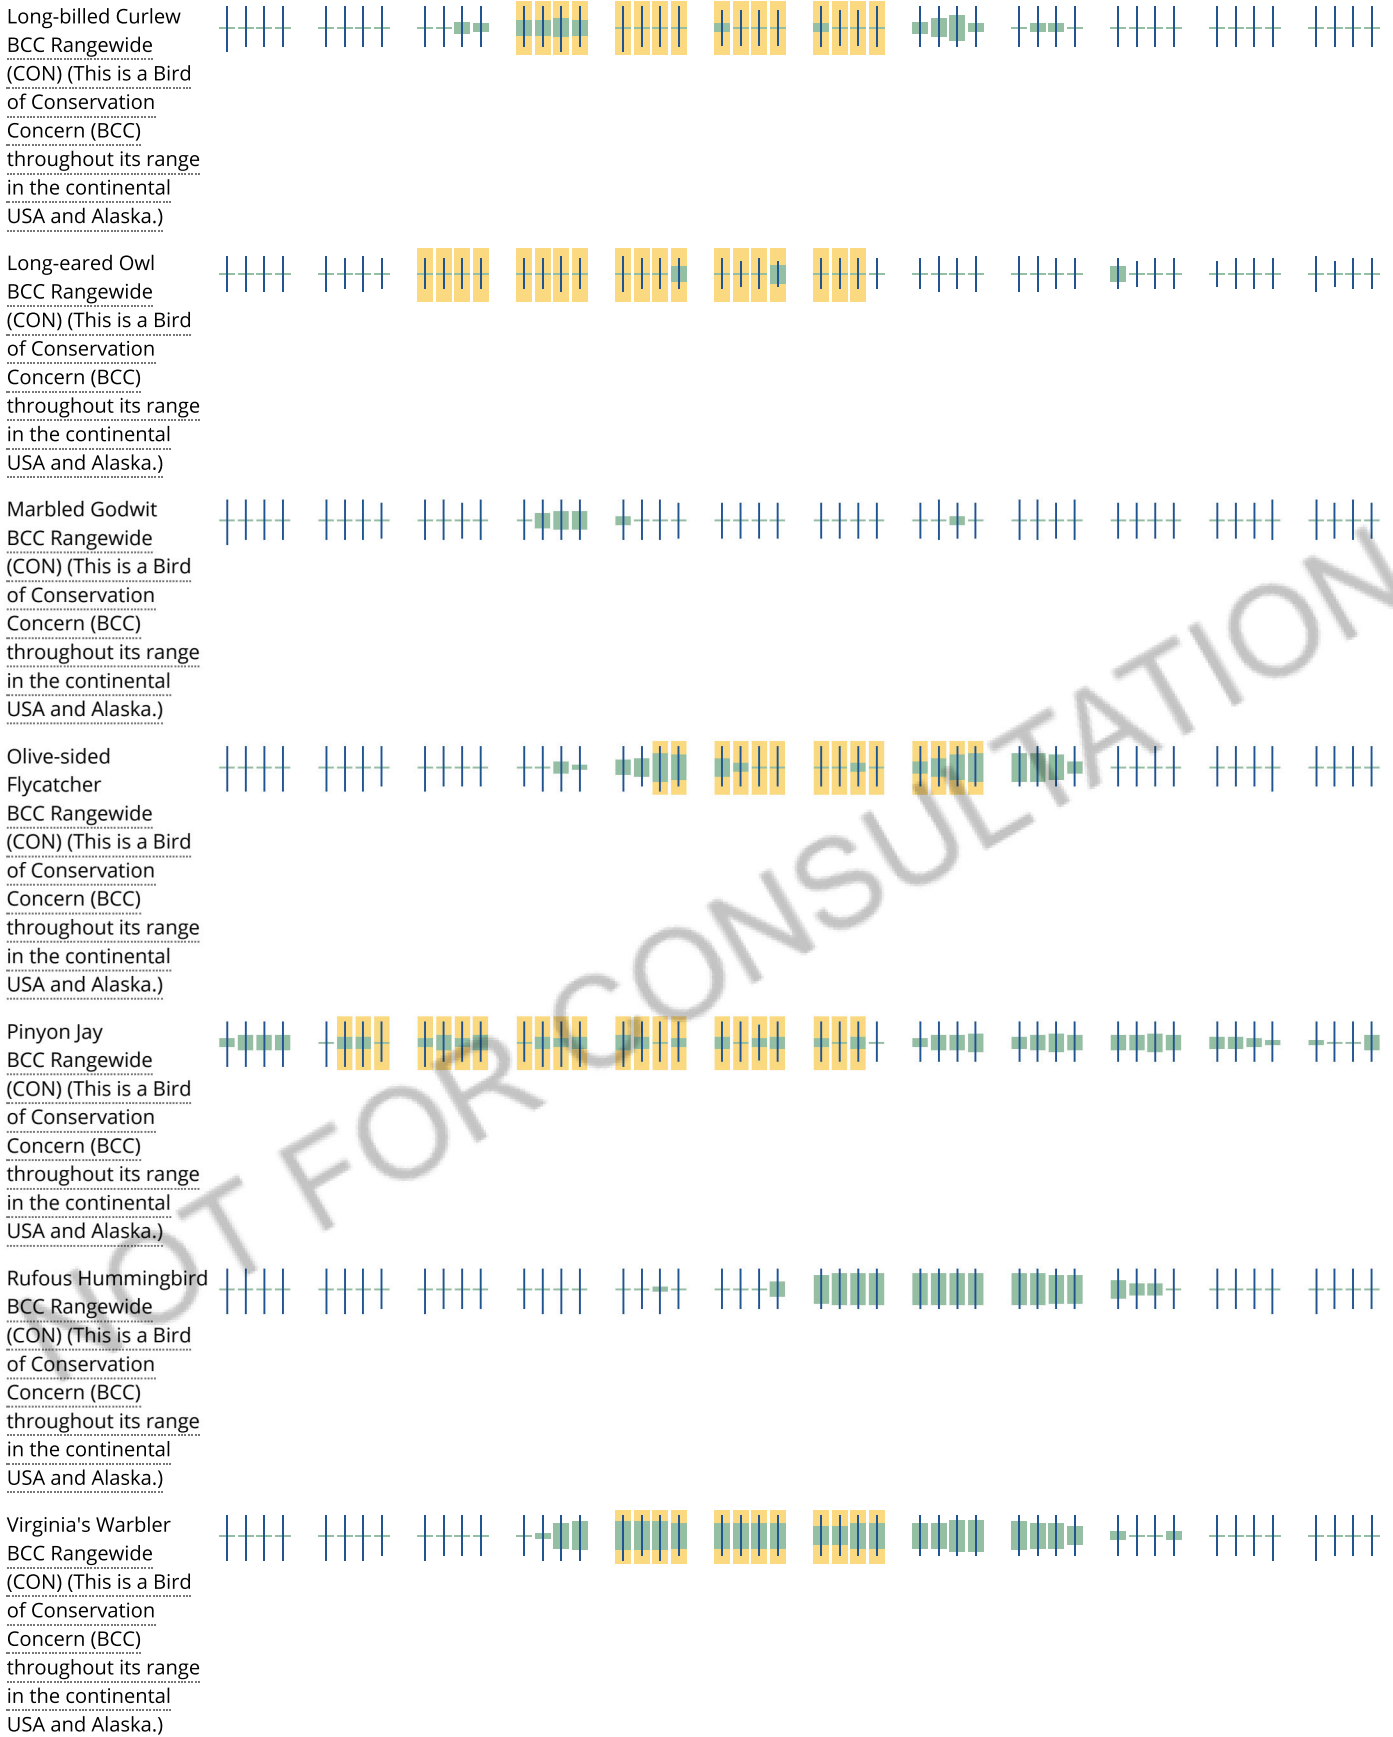 Long-billed Curlew
BCC Rangewide
(CON) (This is a Bird
of Conservation
Concern (BCC)
throughout its range
in the continental
USA and Alaska.)
Long-eared Owl
BCC Rangewide
(CON) (This is a Bird
of Conservation
Concern (BCC)
throughout its range
in the continental
USA and Alaska.)
Marbled Godwit
BCC Rangewide
(CON) (This is a Bird
of Conservation
Concern (BCC)
throughout its range
in the continental
USA and Alaska.)
Olive-sided
Flycatcher
BCC Rangewide
(CON) (This is a Bird
of Conservation
Concern (BCC)
throughout its range
in the continental
USA and Alaska.)
Pinyon Jay
BCC Rangewide
(CON) (This is a Bird
of Conservation
Concern (BCC)
throughout its range
in the continental
USA and Alaska.)
Rufous Hummingbird
BCC Rangewide
(CON) (This is a Bird
of Conservation
Concern (BCC)
throughout its range
in the continental
USA and Alaska.)
Virginia's Warbler
BCC Rangewide
(CON) (This is a Bird
of Conservation
Concern (BCC)
throughout its range
in the continental
USA and Alaska.)
NOT FOR CONSULTATION